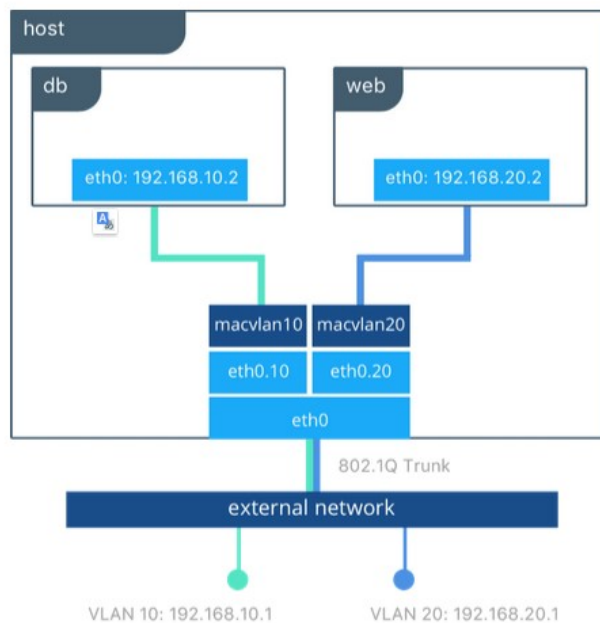 host
db
web
eth0: 192.168.10.2
eth0: 192.168.20.2
macvlan10
macvlan20
eth0.10
eth0.20
eth0
802.1Q Trunk
external network
VLAN 10: 192.168.10.1
VLAN 20: 192.168.20.1